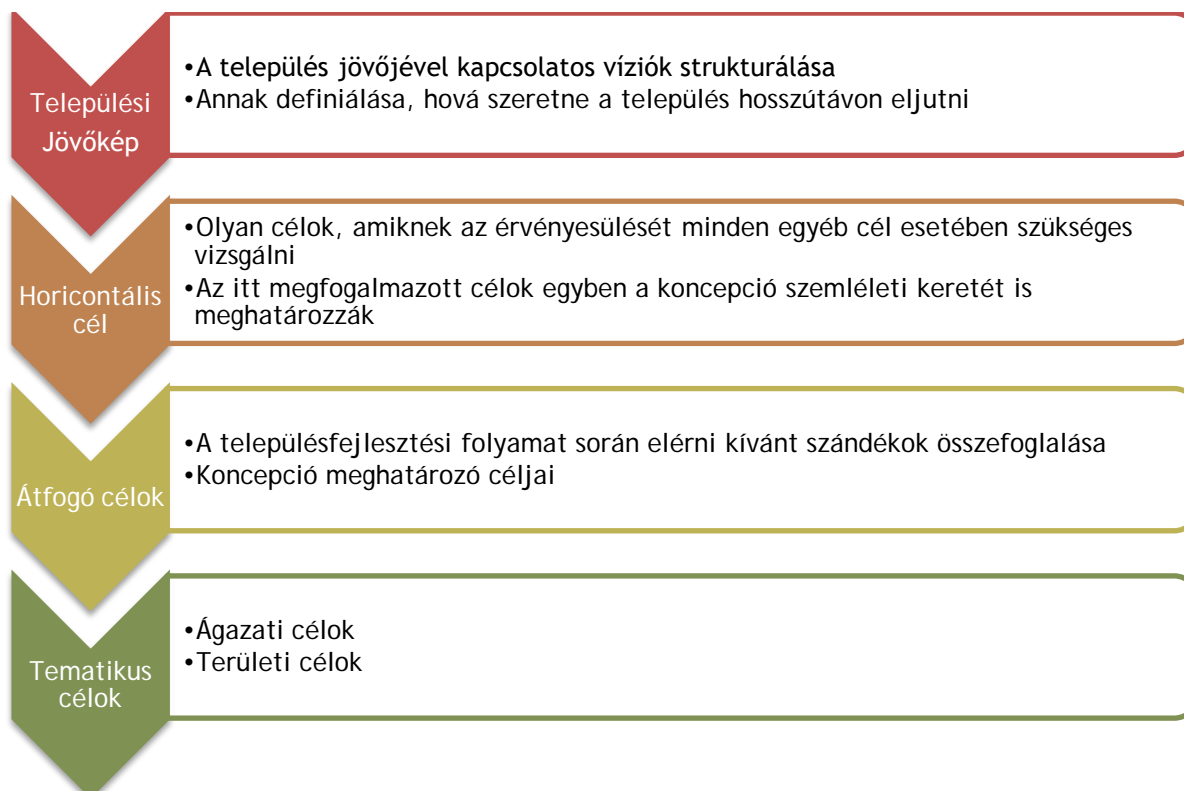 Települési
Jövőkép
•A település jövőjével kapcsolatos víziók strukturálása
•Annak definiálása, hová szeretne a település hosszútávon eljutni
Horicontális
cél
•Olyan célok, amiknek az érvényesülését minden egyéb cél esetében szükséges
vizsgálni
•Az itt megfogalmazott célok egyben a koncepció szemléleti keretét is
meghatározzák
Átfogó célok
•A településfejlesztési folyamat során elérni kívánt szándékok összefoglalása
•Koncepció meghatározó céljai
Tematikus
célok
•Ágazati célok
•Területi célok